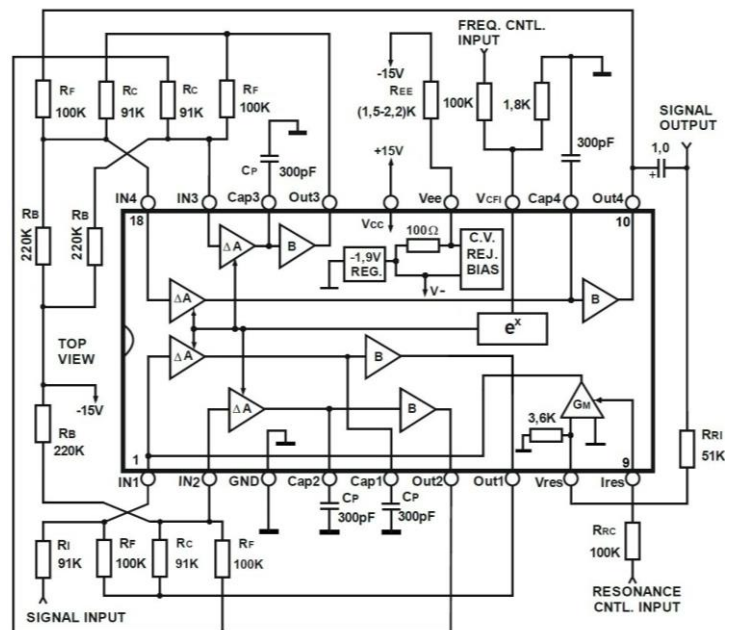 FREQ. CNTL.
INPUT
RF
100K
RC
91K
RC
91K
RF
100K
-15V
REE
(1,5-2,2)K
100K
1,8K
SIGNAL
OUTPUT
CP
300pF
+15V
300pF
1,0
+
IN4
IN3
Cap3
Out3
Vee
VCFI
Cap4
Out4
18
10
RB
220K
RB
220K
ΔA
B
VCC
100Ω
-1,9V
REG.
C.V.
REJ.
BIAS
V-
ΔA
B
TOP
VIEW
ex
ΔA
B
-15V
ΔA
B
GM
RB
220K
3,6K
RRI
51K
1
9
IN1
IN2
GND
Cap2
Cap1
Out2
Out1
Vres
Ires
CP
300pF
CP
300pF
RI
91K
RF
100K
RC
91K
RF
100K
RRC
100K
SIGNAL INPUT
RESONANCE
CNTL. INPUT